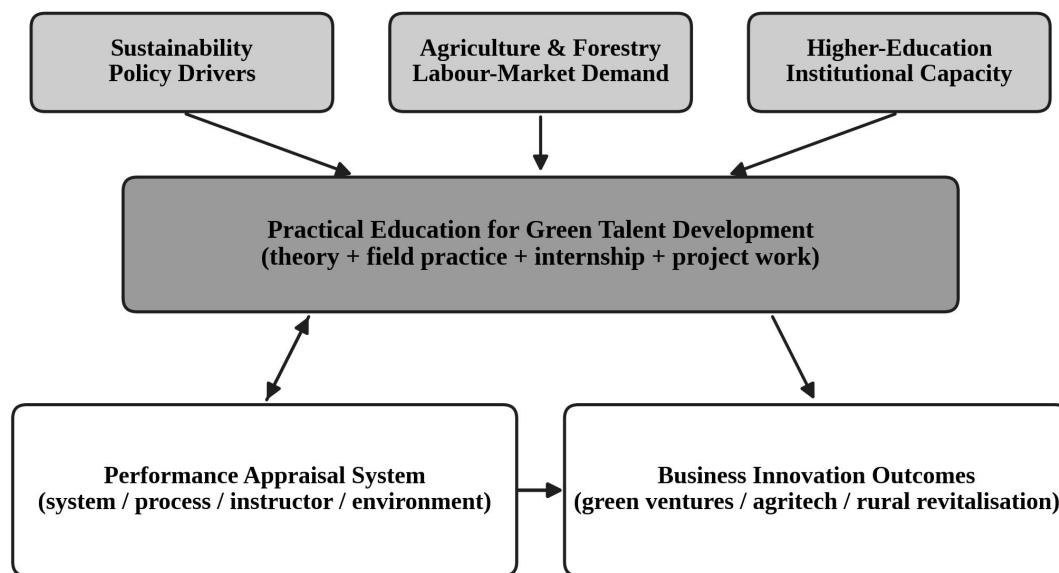 Sustainability
Policy Drivers
Agriculture & Forestry
Labour-Market Demand
Higher-Education
Institutional Capacity
Practical Education for Green Talent Development
(theory + field practice + internship + project work)
Performance Appraisal System
(system / process / instructor / environment)
Business Innovation Outcomes
(green ventures / agritech / rural revitalisation)